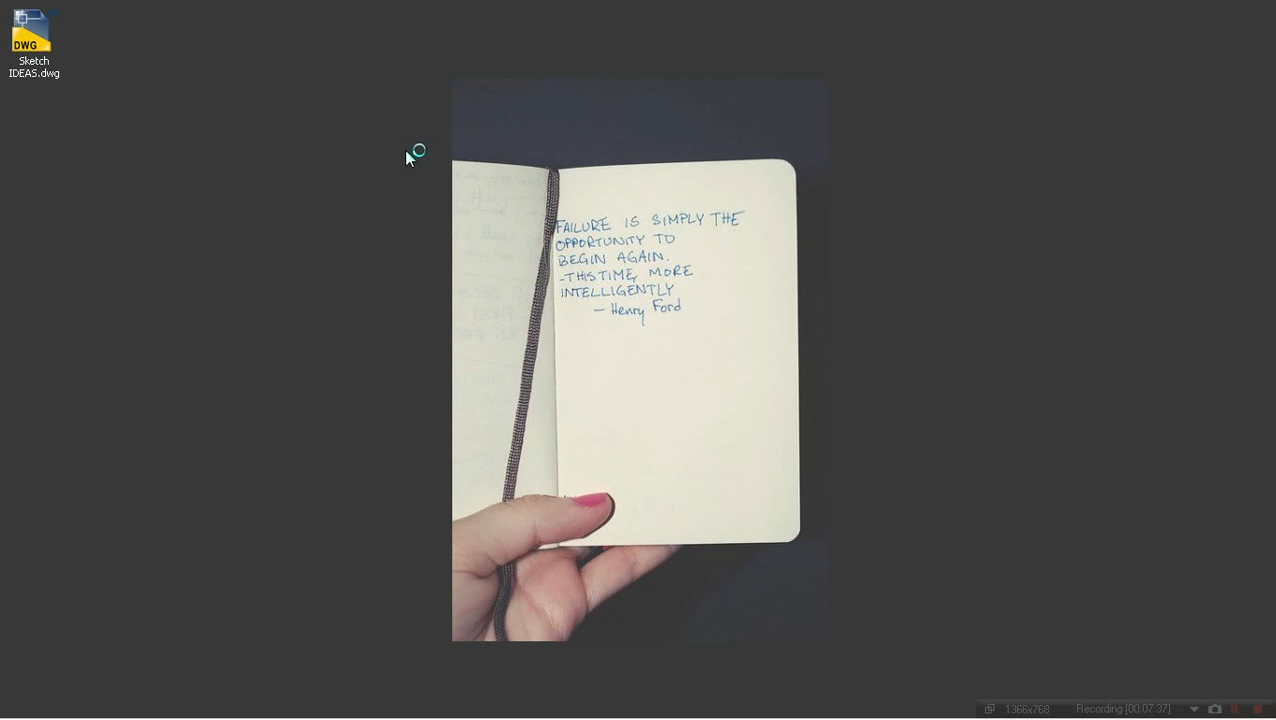 DWG
Sketch
IDEAS.dwg
FAILURE IS SIMPLY THE
OPPORTUNITY TO
BEGIN AGAIN.
-THIS TIME, MORE
INTELLIGENTLY
— Henry Ford
1366x768 Recording [00:07:37]